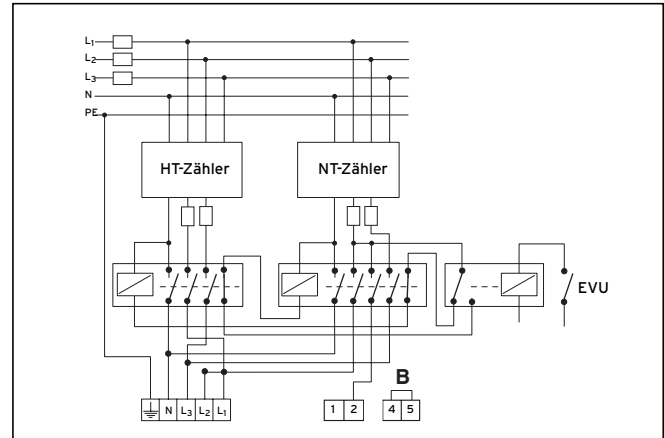 L1
L2
L3
N
PE
HT-Zähler NT-Zähler
EVU
B
N L3 L2 L1 1 2 4 5